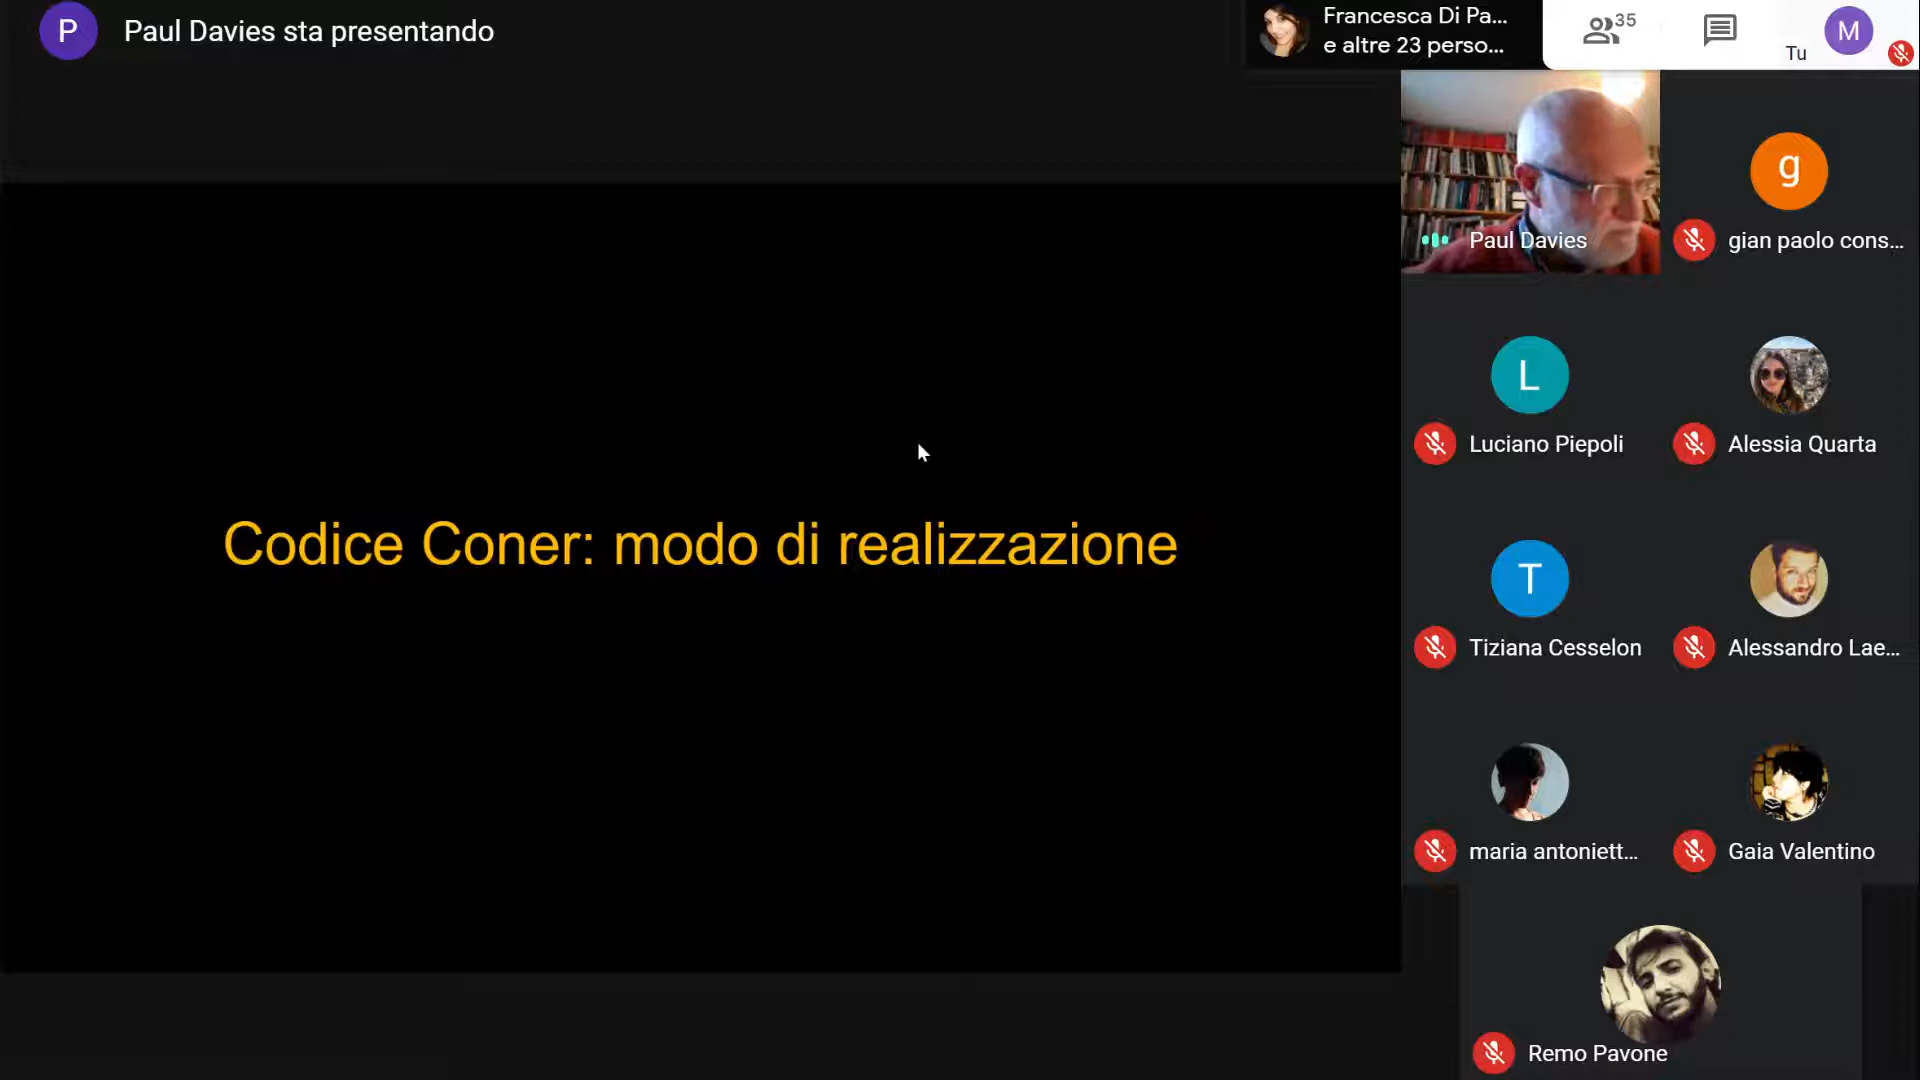 P
Paul Davies sta presentando
Francesca Di Pa...
e altre 23 perso...
35
Tu
M
Paul Davies
g
gian paolo cons...
L
Luciano Piepoli
Alessia Quarta
Codice Coner: modo di realizzazione
T
Tiziana Cesselon
Alessandro Lae...
maria antoniett...
Gaia Valentino
Remo Pavone